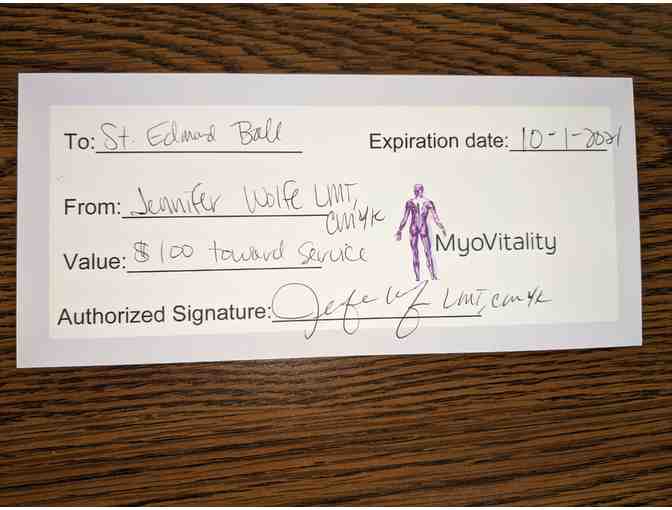 To: St. Edmund Ball
Expiration date: 10-1-2021
From: Jennifer Wolfe LMT,
CMYK
Value: $100 toward service
MyoVitality
Authorized Signature: LMT, CMYK